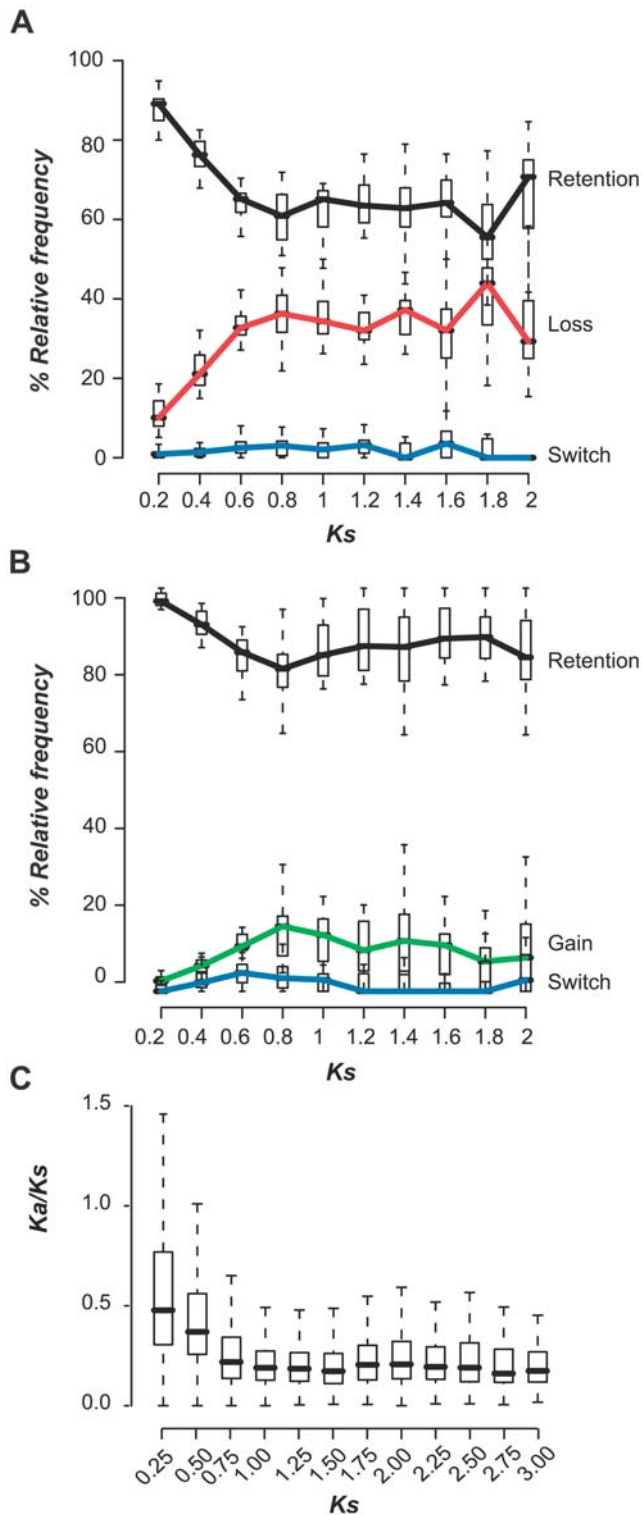 A
% Relative frequency
100
80
60
40
20
0
Retention
Loss
Switch
0.2 0.4 0.6 0.8 1 1.2 1.4 1.6 1.8 2
Ks
B
% Relative frequency
100
80
60
40
20
0
Retention
Gain
Switch
0.2 0.4 0.6 0.8 1 1.2 1.4 1.6 1.8 2
Ks
C
Ka/Ks
1.5
1.0
0.5
0.0
0.25 0.50 0.75 1.00 1.25 1.50 1.75 2.00 2.25 2.50 2.75 3.00
Ks